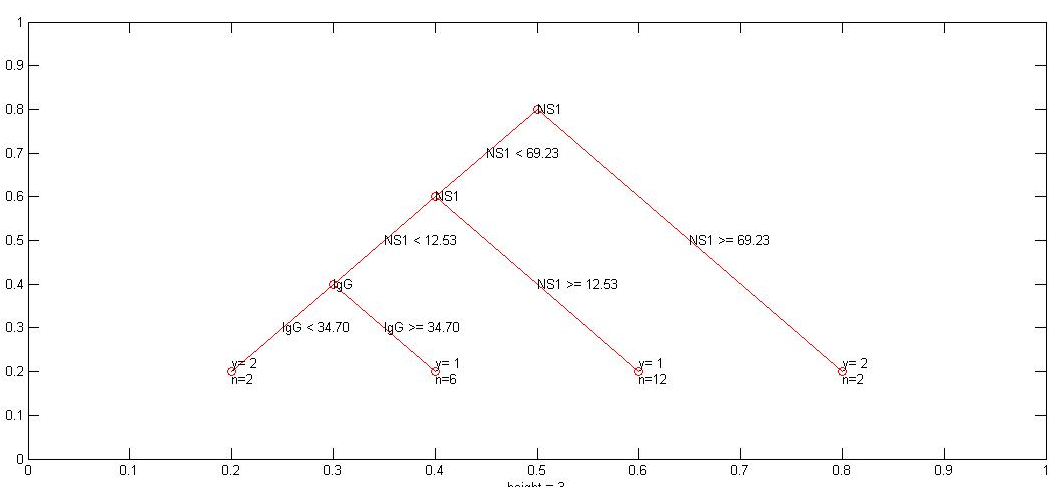 1
0.9
0.8
NS1
0.7
NS1 < 69.23
0.6
NS1
0.5
NS1 < 12.53
NS1 >= 69.23
0.4
IgG
NS1 >= 12.53
0.3
IgG < 34.70
IgG >= 34.70
y= 2
y= 1
y= 1
y= 2
0.2
n=2
n=6
n=12
n=2
0.1
0
0 0.1 0.2 0.3 0.4 0.5 0.6 0.7 0.8 0.9 1
height = 3